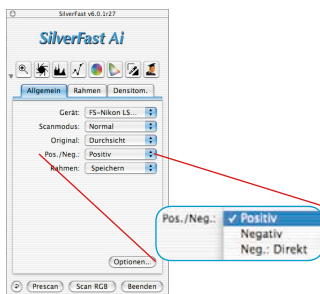 SilverFast v6.0.1r27
SilverFast Ai
Allgemein Rahmen Densitom.
Gerät: FS-Nikon LS...
Scanmodus: Normal
Original: Durchsicht
Pos./Neg.: Positiv
Rahmen: Speichern
Pos./Neg.: ✓ Positiv
Negativ
Neg.: Direkt
Optionen...
Prescan Scan RGB Beenden